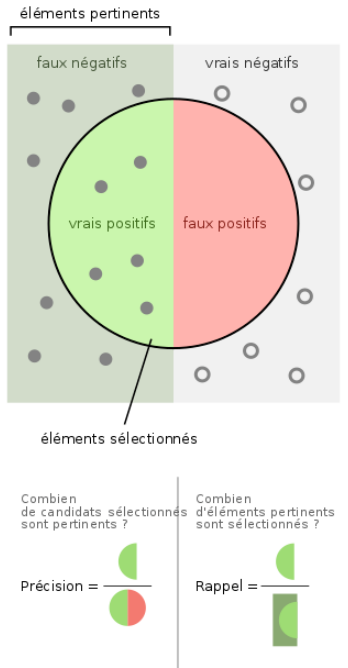 éléments pertinents
faux négatifs
vrais négatifs
vrais positifs
faux positifs
éléments sélectionnés
Combien
de candidats sélectionnés
sont pertinents ?
Précision =
Combien
d'éléments pertinents
sont sélectionnés ?
Rappel =